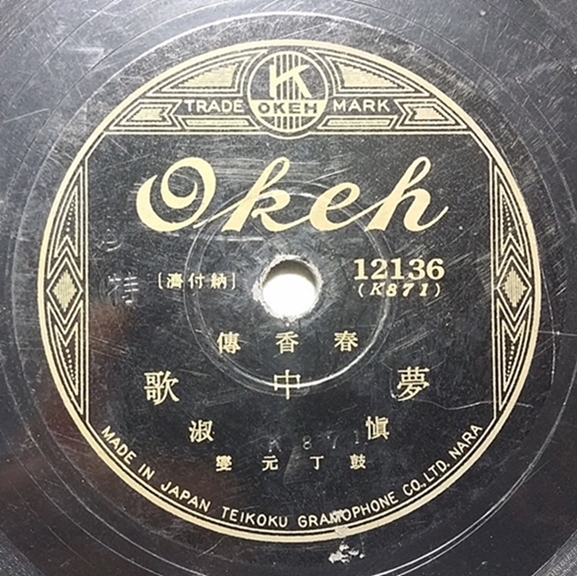 K
TRADE OKEH MARK
Okeh
[納付濟]
12136
(K871)
春香傳
夢中歌
愼淑
K871
鼓丁元燮
MADE IN JAPAN TEIKOKU GRAMOPHONE CO., LTD. NARA